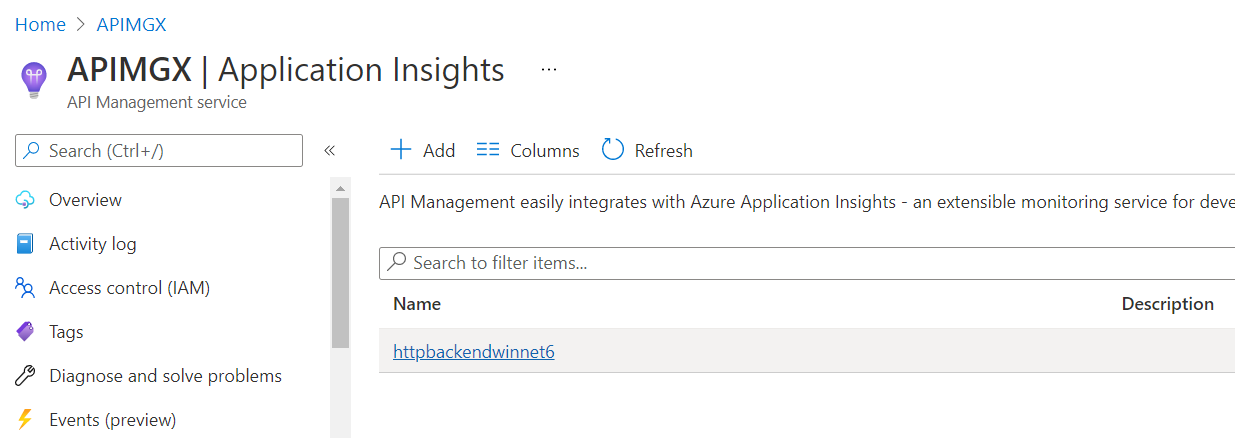 Home > APIMGX
APIMGX | Application Insights ...
API Management service
Search (Ctrl+/) «
Overview
Activity log
Access control (IAM)
Tags
Diagnose and solve problems
Events (preview)
+ Add Columns Refresh
API Management easily integrates with Azure Application Insights - an extensible monitoring service for deve
Search to filter items...
Name Description
httpbackendwinnet6